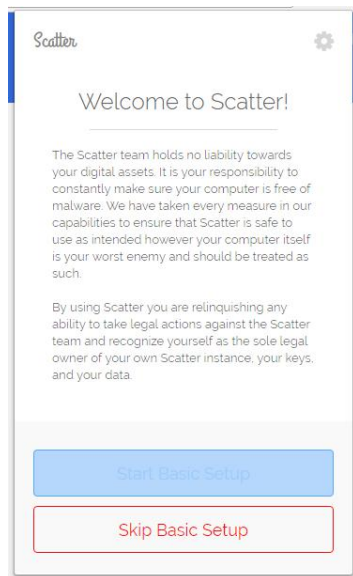 Scatter
Welcome to Scatter!
The Scatter team holds no liability towards
your digital assets. It is your responsibility to
constantly make sure your computer is free of
malware. We have taken every measure in our
capabilities to ensure that Scatter is safe to
use as intended however your computer itself
is your worst enemy and should be treated as
such.
By using Scatter you are relinquishing any
ability to take legal actions against the Scatter
team and recognize yourself as the sole legal
owner of your own Scatter instance, your keys,
and your data.
Start Basic Setup
Skip Basic Setup